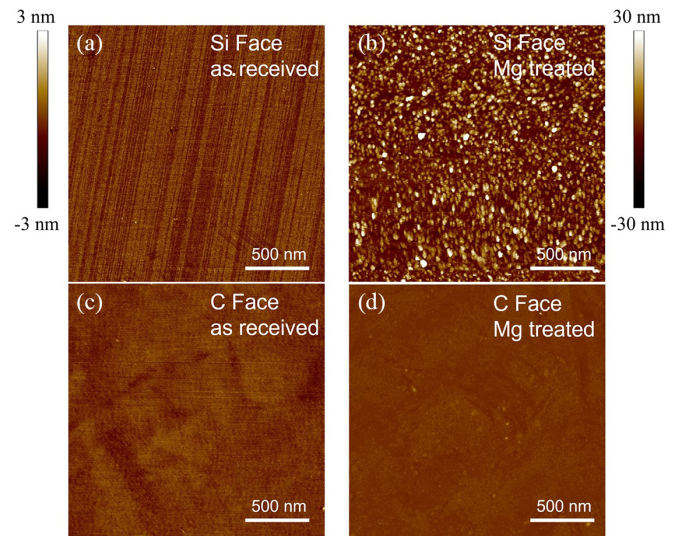 3 nm
-3 nm
(a)
Si Face
as received
500 nm
(b)
Si Face
Mg treated
500 nm
30 nm
-30 nm
(c)
C Face
as received
500 nm
(d)
C Face
Mg treated
500 nm